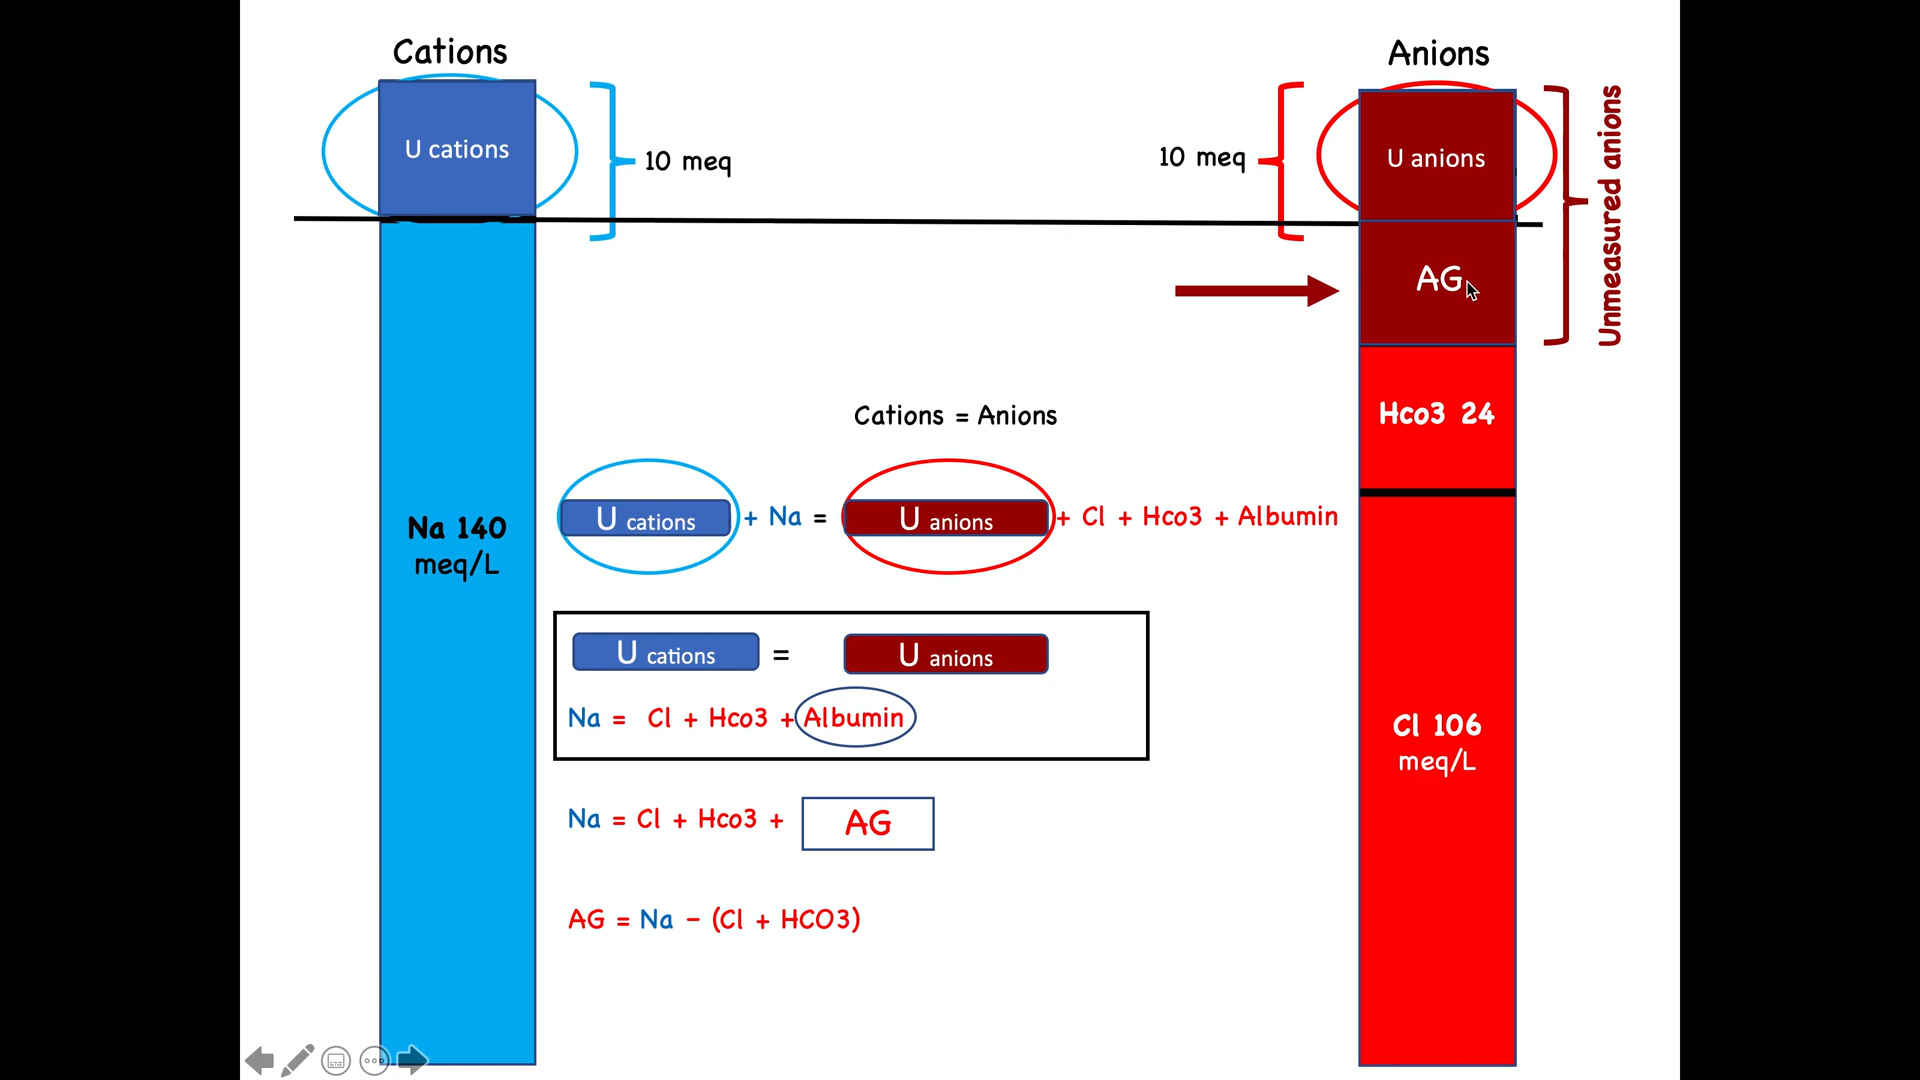 Cations
Anions
U cations
10 meq
10 meq
U anions
Unmeasured anions
AG
Hco3 24
Cations = Anions
U cations + Na = U anions + Cl + Hco3 + Albumin
Na 140
meq/L
U cations = U anions
Na = Cl + Hco3 + Albumin
Cl 106
meq/L
Na = Cl + Hco3 + AG
AG = Na - (Cl + HCO3)